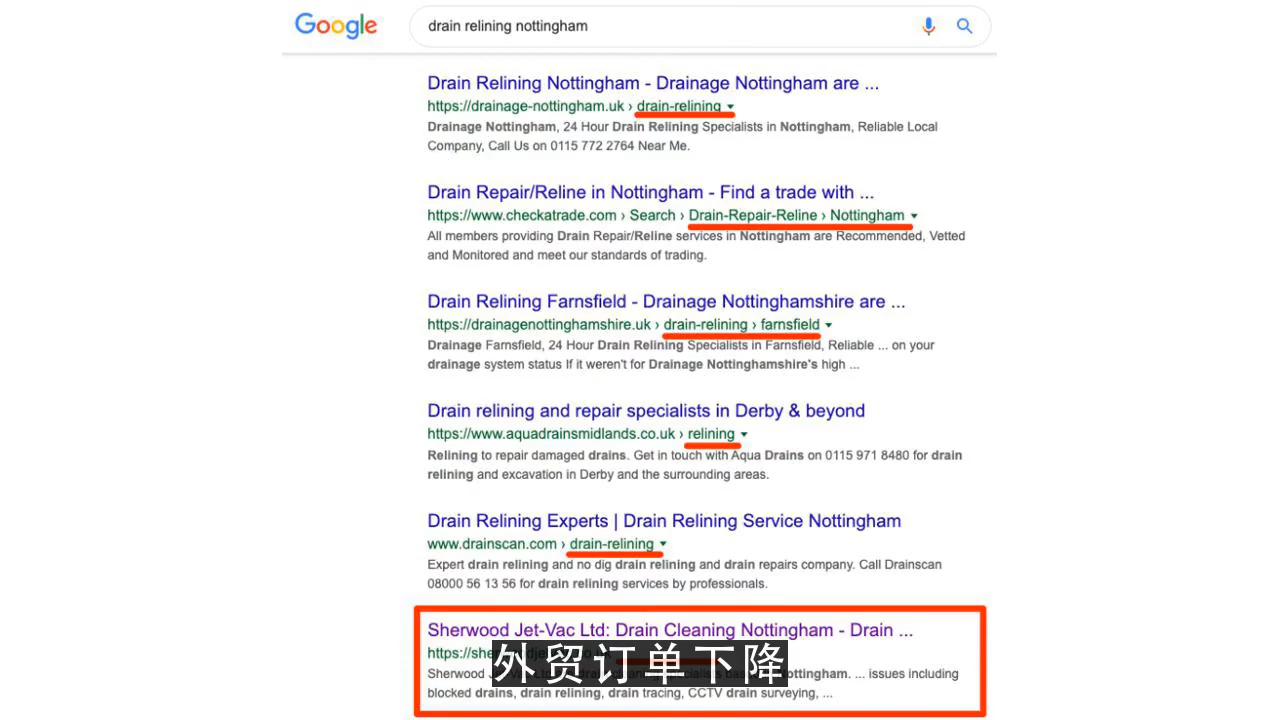 Google
drain relining nottingham
Drain Relining Nottingham - Drainage Nottingham are ...
https://drainage-nottingham.uk › drain-relining
Drainage Nottingham, 24 Hour Drain Relining Specialists in Nottingham, Reliable Local
Company, Call Us on 0115 772 2764 Near Me.
Drain Repair/Reline in Nottingham - Find a trade with ...
https://www.checkatrade.com › Search › Drain-Repair-Reline › Nottingham
All members providing Drain Repair/Reline services in Nottingham are Recommended, Vetted
and Monitored and meet our standards of trading.
Drain Relining Farnsfield - Drainage Nottinghamshire are ...
https://drainagenottinghamshire.uk › drain-relining › farnsfield
Drainage Farnsfield, 24 Hour Drain Relining Specialists in Farnsfield, Reliable ... on your
drainage system status If it weren't for Drainage Nottinghamshire's high ...
Drain relining and repair specialists in Derby & beyond
https://www.aquadrainsmidlands.co.uk › relining
Relining to repair damaged drains. Get in touch with Aqua Drains on 0115 971 8480 for drain
relining and excavation in Derby and the surrounding areas.
Drain Relining Experts | Drain Relining Service Nottingham
www.drainscan.com › drain-relining
Expert drain relining and no dig drain relining and drain repairs company. Call Drainscan
08000 56 13 56 for drain relining services by professionals.
Sherwood Jet-Vac Ltd: Drain Cleaning Nottingham - Drain ...
外贸订单下降
Sherwood ... issues including
blocked drains, drain relining, drain tracing, CCTV drain surveying, ...